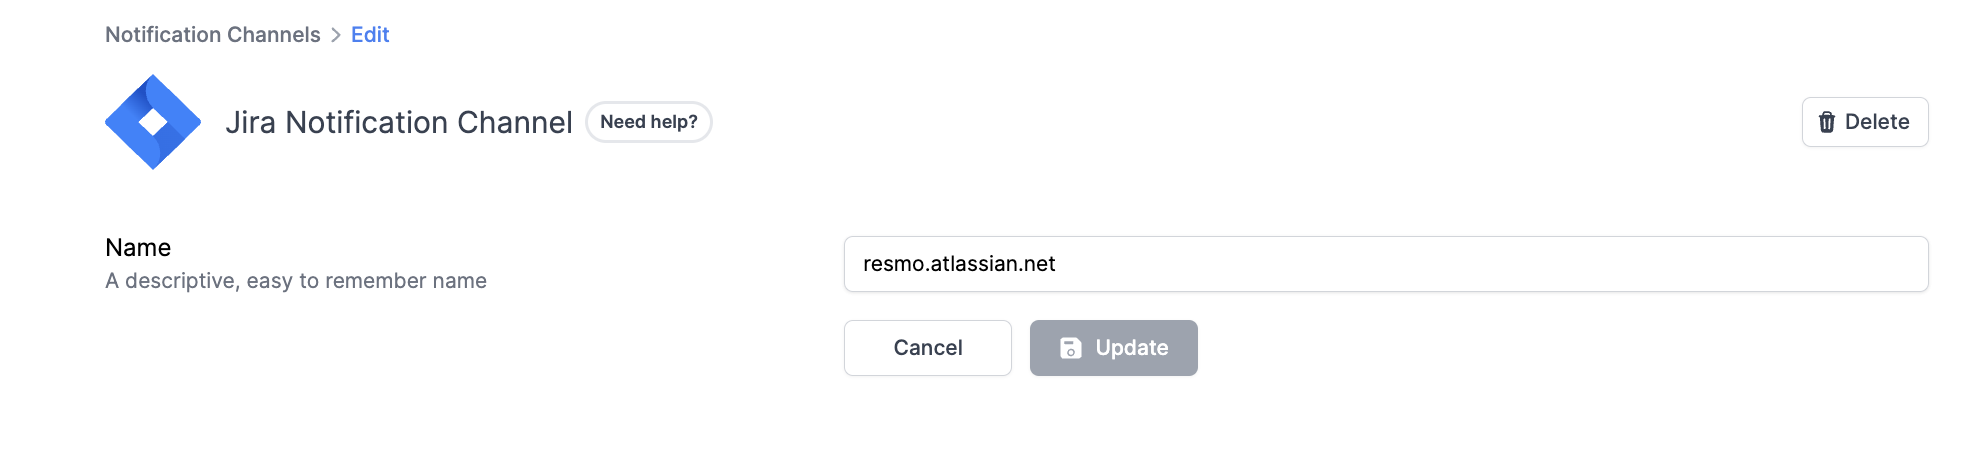 Notification Channels > Edit
Jira Notification Channel Need help? Delete
Name
A descriptive, easy to remember name
resmo.atlassian.net
Cancel Update